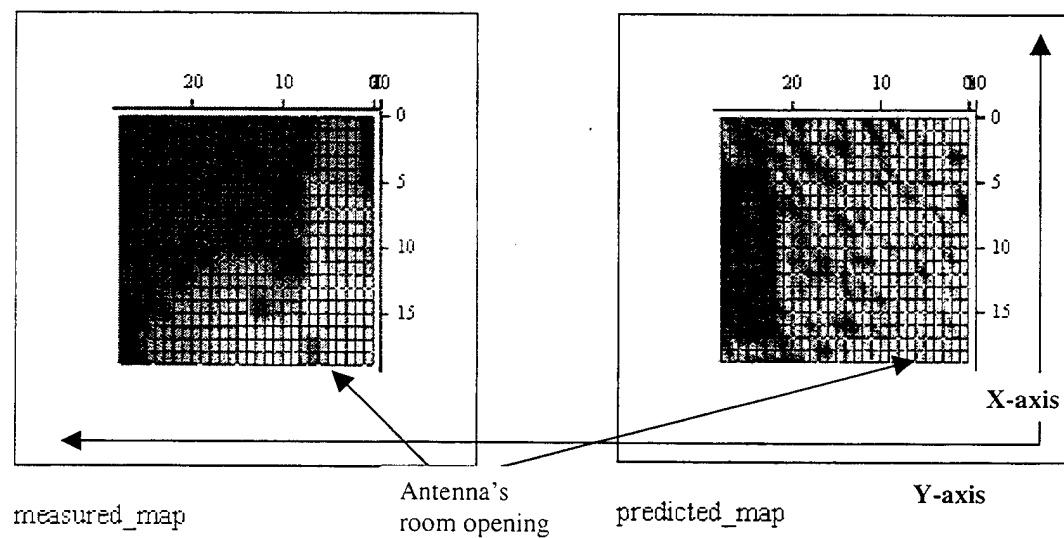 20 10 0
0
5
10
15
20 10 0
0
5
10
15
X-axis
Y-axis
Antenna's
room opening
measured_map
predicted_map